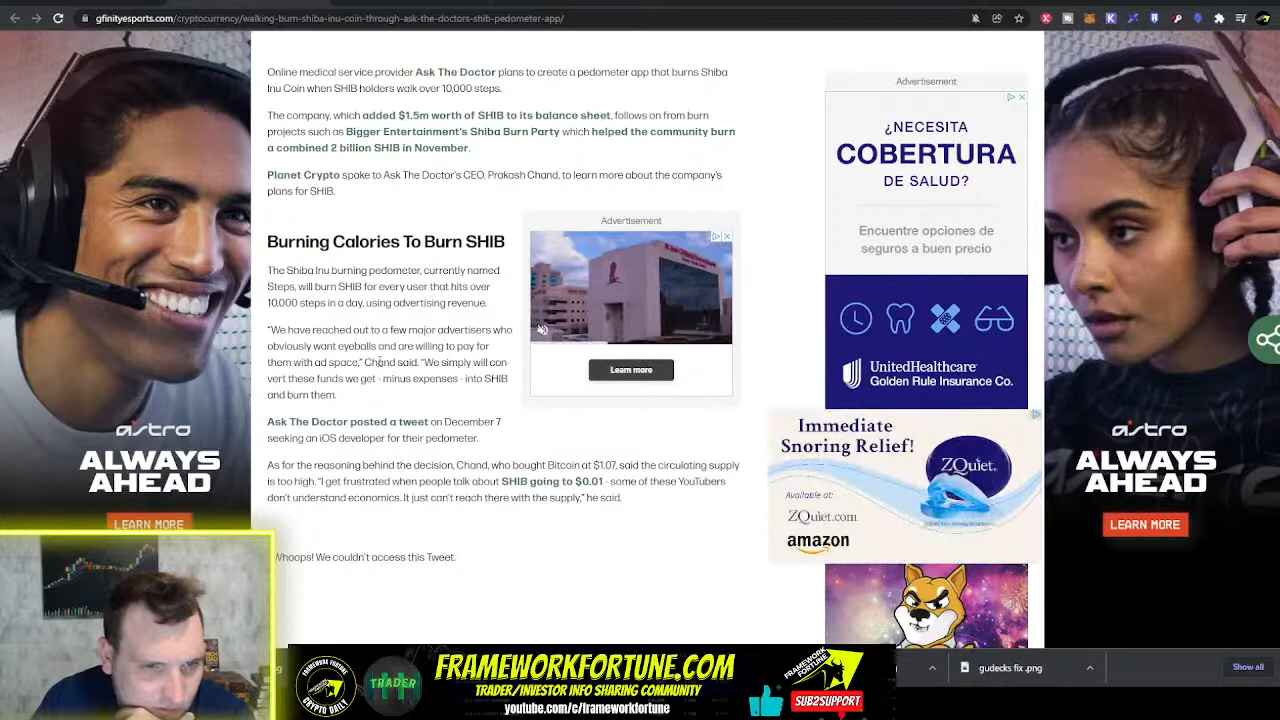 gfinityesports.com/cryptocurrency/walking-burn-shiba-inu-coin-through-ask-the-doctors-shib-pedometer-app/
Online medical service provider Ask The Doctor plans to create a pedometer app that burns Shiba
Inu Coin when SHIB holders walk over 10,000 steps.
The company, which added $1.5m worth of SHIB to its balance sheet, follows on from burn
projects such as Bigger Entertainment's Shiba Burn Party which helped the community burn
a combined 2 billion SHIB in November.
Planet Crypto spoke to Ask The Doctor's CEO, Prakash Chand, to learn more about the company's
plans for SHIB.
Burning Calories To Burn SHIB
The Shiba Inu burning pedometer, currently named
Steps, will burn SHIB for every user that hits over
10,000 steps in a day, using advertising revenue.
"We have reached out to a few major advertisers who
obviously want eyeballs and are willing to pay for
them with ad space," Chand said. "We simply will con-
vert these funds we get - minus expenses - into SHIB
and burn them.
Ask The Doctor posted a tweet on December 7
seeking an iOS developer for their pedometer.
As for the reasoning behind the decision, Chand, who bought Bitcoin at $1.07, said the circulating supply
is too high. "I get frustrated when people talk about SHIB going to $0.01 - some of these YouTubers
don't understand economics. It just can't reach there with the supply," he said.
Whoops! We couldn't access this Tweet.
Advertisement
Learn more
Advertisement
¿NECESITA
COBERTURA
DE SALUD?
Encuentre opciones de
seguros a buen precio
UnitedHealthcare
Golden Rule Insurance Co.
Immediate
Snoring Relief!
ZQuiet
Available at:
ZQuiet.com
amazon
astro
ALWAYS
AHEAD
LEARN MORE
astro
ALWAYS
AHEAD
LEARN MORE
FRAMEWORK FORTUNE
CRYPTO DAILY
TRADER
FRAMEWORKFORTUNE.COM
TRADER/INVESTOR INFO SHARING COMMUNITY
youtube.com/c/frameworkfortune
FRAMEWORK
FORTUNE
SUB2SUPPORT
gudecks fix .png
Show all